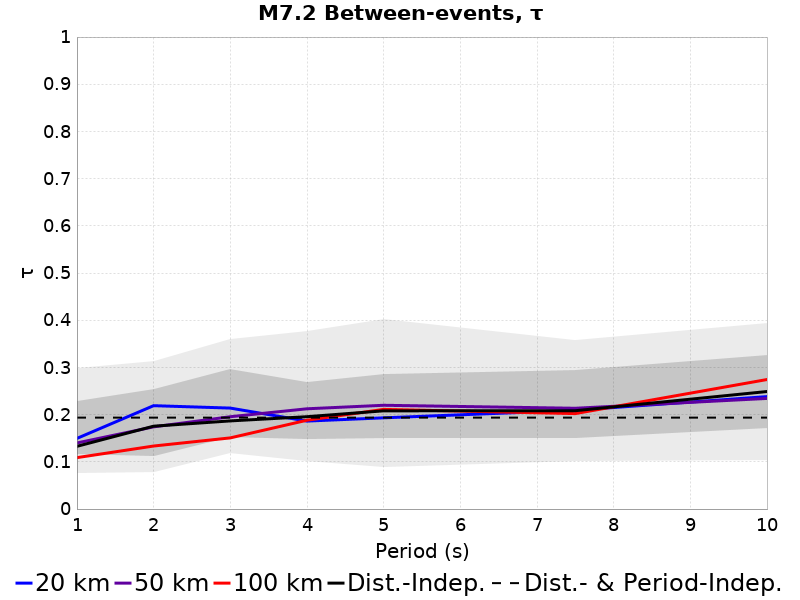 M7.2 Between-events, τ
1
0.9
0.8
0.7
0.6
0.5
0.4
0.3
0.2
0.1
0
τ
1 2 3 4 5 6 7 8 9 10
Period (s)
20 km 50 km 100 km Dist.-Indep. Dist.- & Period-Indep.